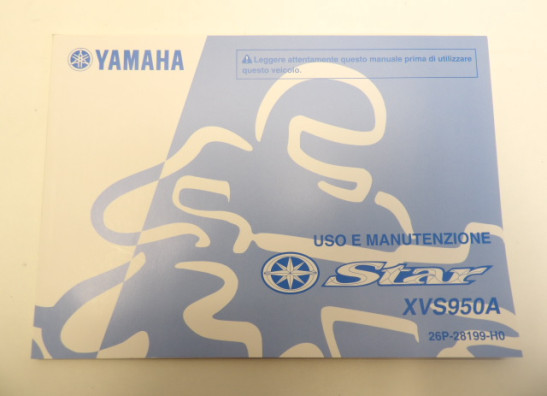 YAMAHA
Leggere attentamente questo manuale prima di utilizzare
questo veicolo.
USO E MANUTENZIONE
Star
XVS950A
26P-28199-H0